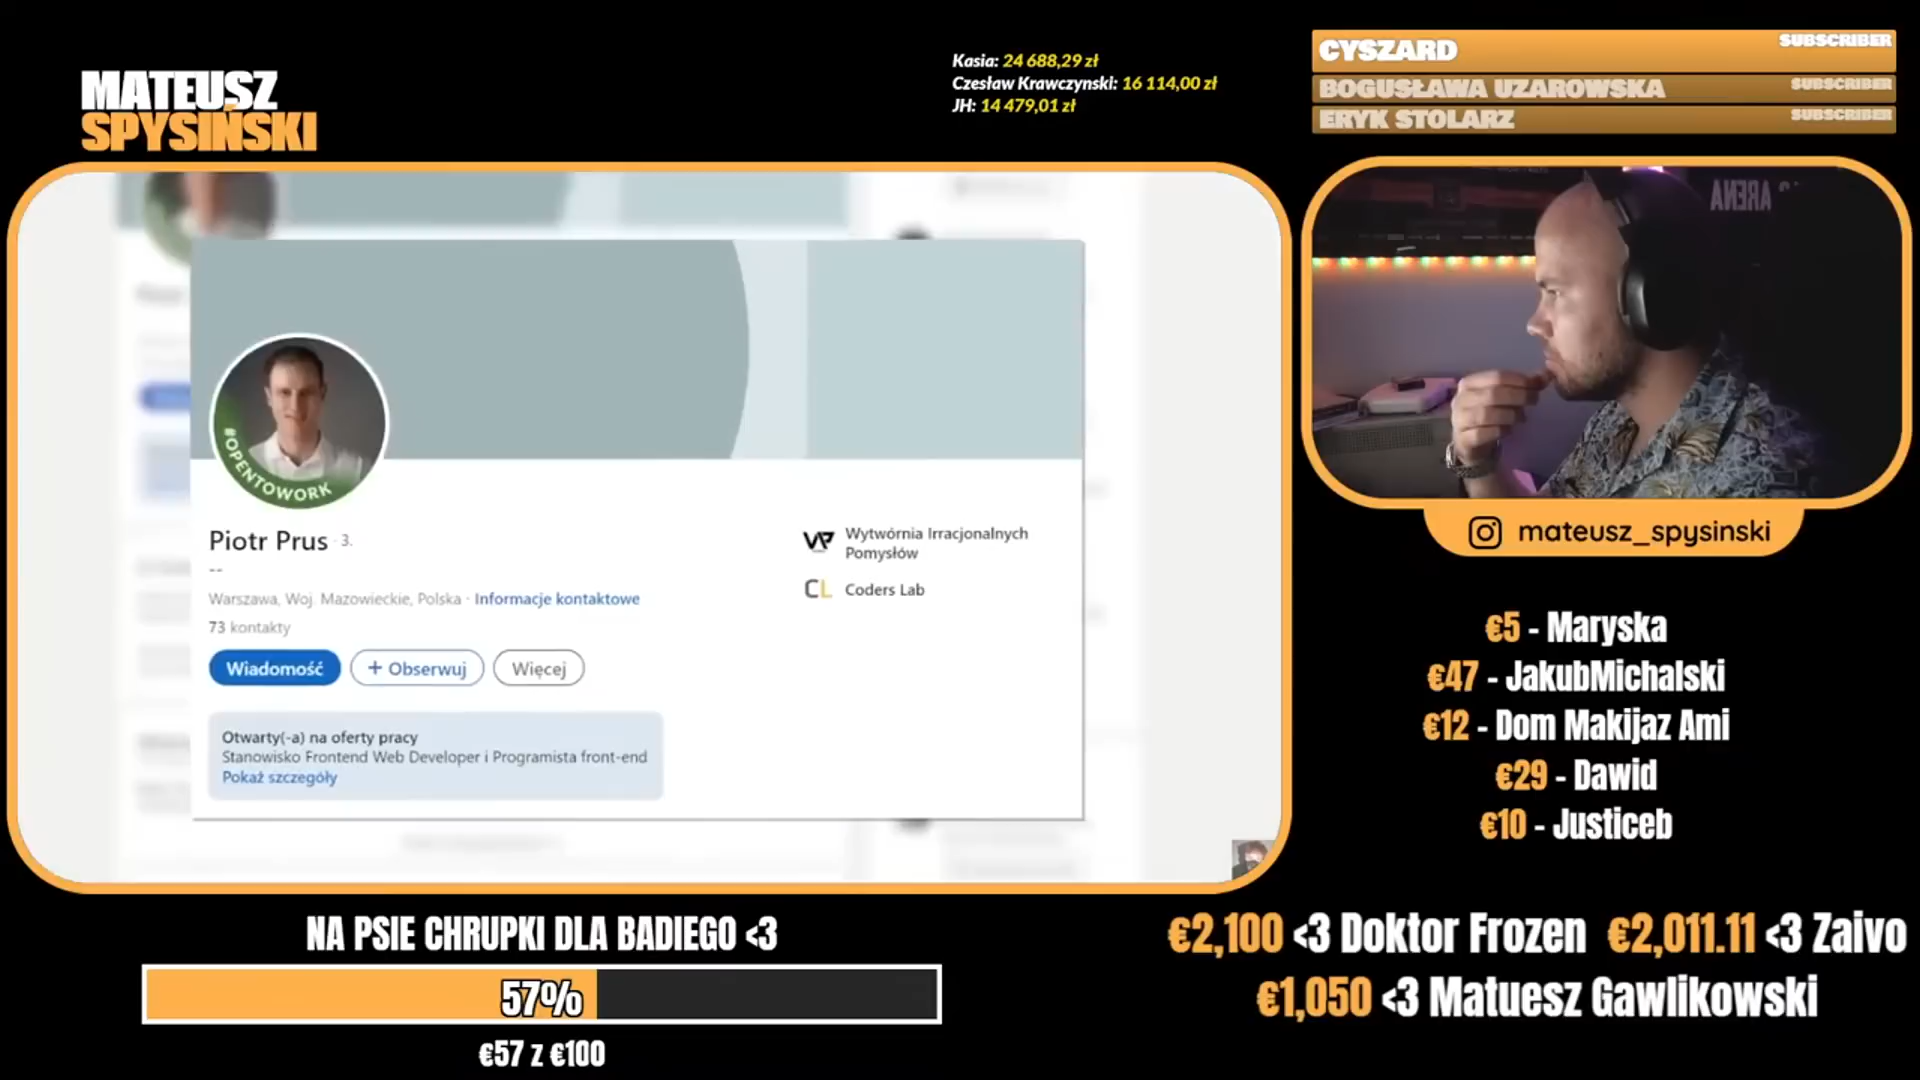 MATEUSZ
SPYSIŃSKI
Kasia: 24 688,29 zł
Czesław Krawczynski: 16 114,00 zł
JH: 14 479,01 zł
CYSZARD SUBSCRIBER
BOGUSŁAWA UZAROWSKA SUBSCRIBER
ERYK STOLARZ SUBSCRIBER
ARENA
#OPENTOWORK
Piotr Prus · 3.
--
Warszawa, Woj. Mazowieckie, Polska · Informacje kontaktowe
73 kontakty
Wiadomość
+ Obserwuj
Więcej
Otwarty(-a) na oferty pracy
Stanowisko Frontend Web Developer i Programista front-end
Pokaż szczegóły
Wytwórnia Irracjonalnych
Pomysłów
CL Coders Lab
mateusz_spysinski
€5 - Maryska
€47 - JakubMichalski
€12 - Dom Makijaz Ami
€29 - Dawid
€10 - Justiceb
NA PSIE CHRUPKI DLA BADIEGO <3
57%
€57 z €100
€2,100 <3 Doktor Frozen €2,011.11 <3 Zaivo
€1,050 <3 Matuesz Gawlikowski